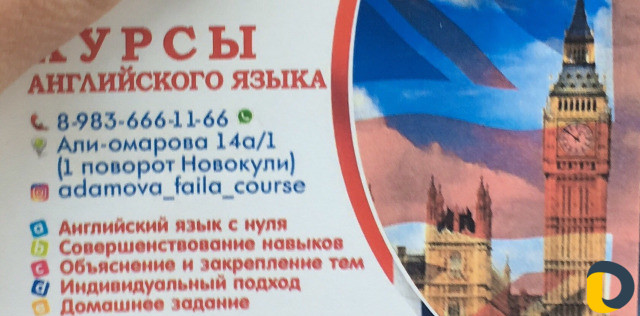 КУРСЫ
АНГЛИЙСКОГО ЯЗЫКА
8-983-666-11-66
Али-омарова 14а/1
(1 поворот Новокули)
adamova_faila_course
a Английский язык с нуля
b Совершенствование навыков
c Объяснение и закрепление тем
d Индивидуальный подход
a Домашнее задание